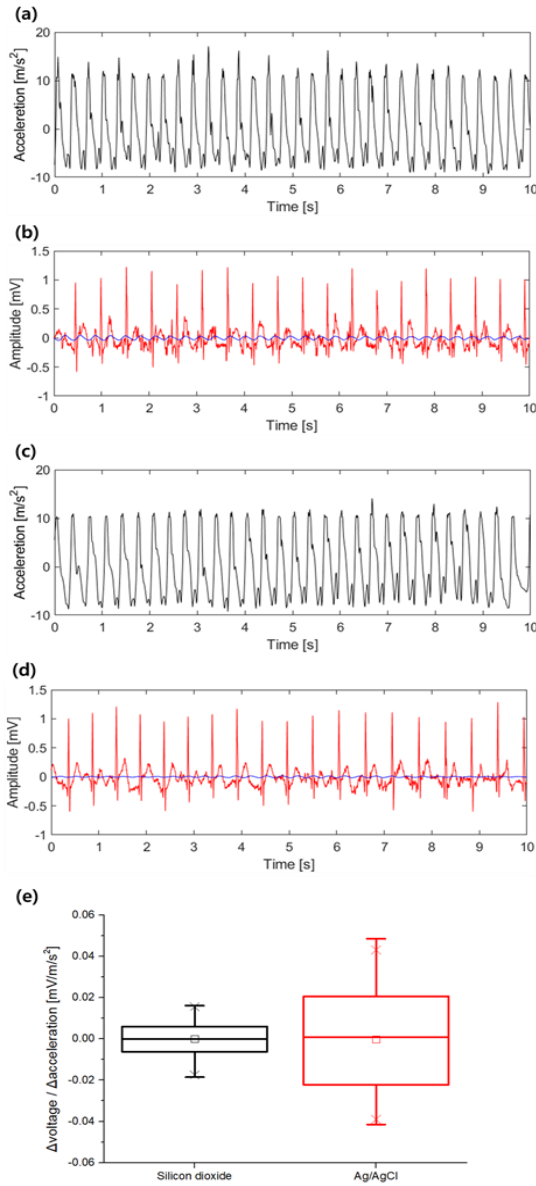 (a)
Acceleretion [m/s²]
20
10
0
-10
0 1 2 3 4 5 6 7 8 9 10
Time [s]
(b)
Amplitude [mV]
1.5
1
0.5
0
-0.5
-1
0 1 2 3 4 5 6 7 8 9 10
Time [s]
(c)
Acceleretion [m/s²]
20
10
0
-10
0 1 2 3 4 5 6 7 8 9 10
Time [s]
(d)
Amplitude [mV]
1.5
1
0.5
0
-0.5
-1
0 1 2 3 4 5 6 7 8 9 10
Time [s]
(e)
Δvoltage / Δacceleration [mV/m/s²]
0.06
0.04
0.02
0.00
-0.02
-0.04
-0.06
Silicon dioxide Ag/AgCl